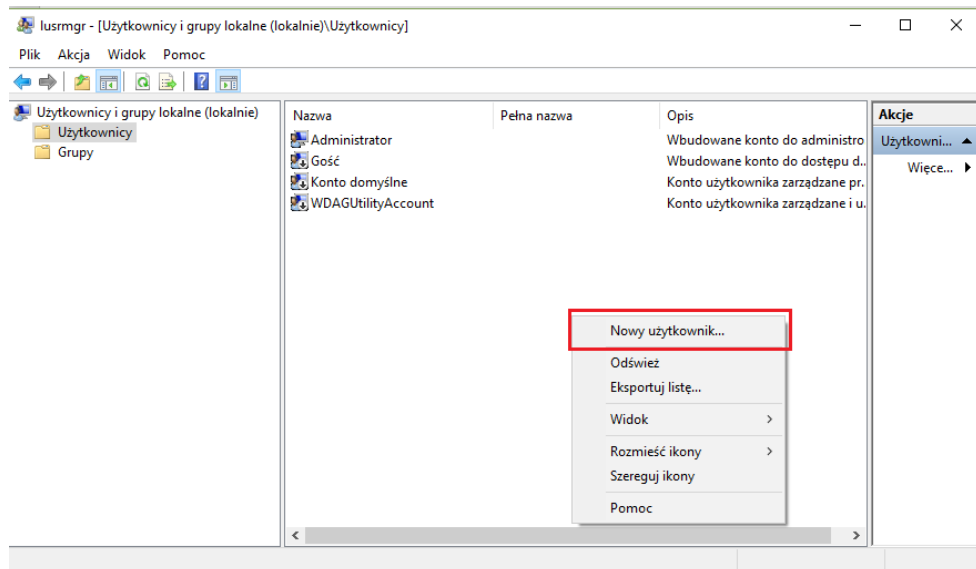 lusrmgr - [Użytkownicy i grupy lokalne (lokalnie)\Użytkownicy]
Plik Akcja Widok Pomoc
Użytkownicy i grupy lokalne (lokalnie)
Użytkownicy
Grupy
Nazwa Pełna nazwa Opis
Administrator Wbudowane konto do administro
Gość Wbudowane konto do dostępu d..
Konto domyślne Konto użytkownika zarządzane pr.
WDAGUtilityAccount Konto użytkownika zarządzane i u.
Nowy użytkownik...
Odśwież
Eksportuj listę...
Widok
Rozmieść ikony
Szereguj ikony
Pomoc
Akcje
Użytkowni...
Więce...